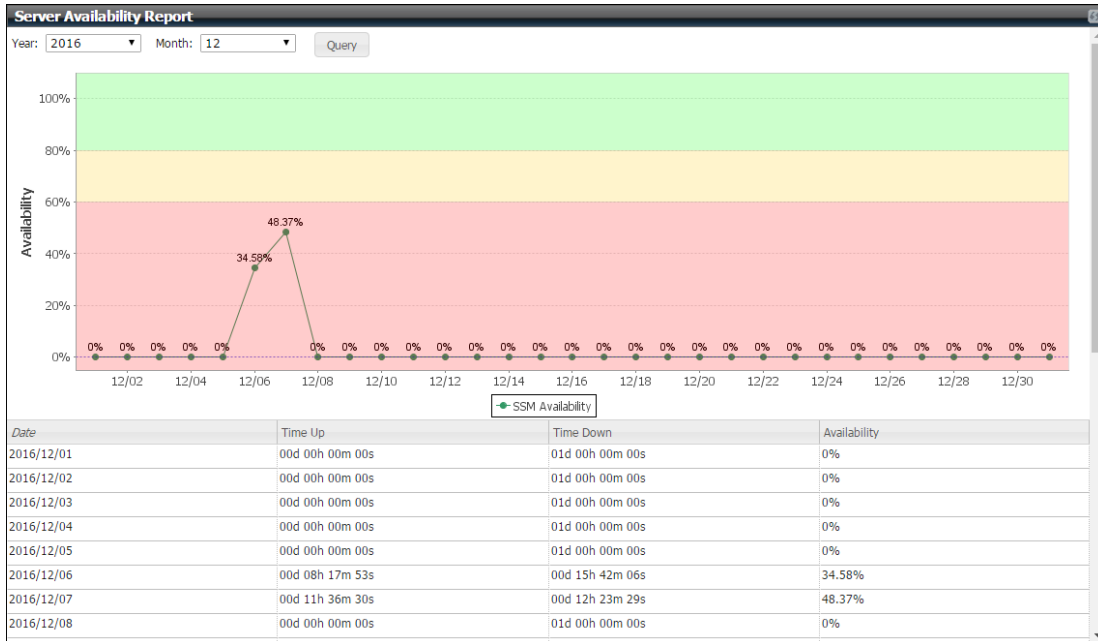 Server Availability Report
Year: 2016 Month: 12 Query
100%
80%
60%
40%
20%
0%
Availability
48.37%
34.58%
0% 0% 0% 0% 0% 0% 0% 0% 0% 0% 0% 0% 0% 0% 0% 0% 0% 0% 0% 0% 0% 0% 0% 0% 0% 0% 0% 0% 0%
12/02 12/04 12/06 12/08 12/10 12/12 12/14 12/16 12/18 12/20 12/22 12/24 12/26 12/28 12/30
SSM Availability
Date Time Up Time Down Availability
2016/12/01 00d 00h 00m 00s 01d 00h 00m 00s 0%
2016/12/02 00d 00h 00m 00s 01d 00h 00m 00s 0%
2016/12/03 00d 00h 00m 00s 01d 00h 00m 00s 0%
2016/12/04 00d 00h 00m 00s 01d 00h 00m 00s 0%
2016/12/05 00d 00h 00m 00s 01d 00h 00m 00s 0%
2016/12/06 00d 08h 17m 53s 00d 15h 42m 06s 34.58%
2016/12/07 00d 11h 36m 30s 00d 12h 23m 29s 48.37%
2016/12/08 00d 00h 00m 00s 01d 00h 00m 00s 0%